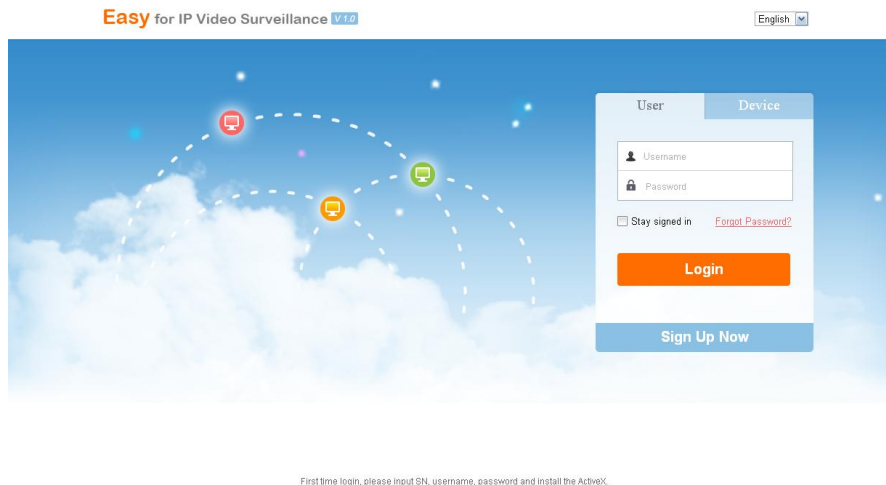 Easy for IP Video Surveillance V 1.0
English
User Device
Username
Password
Stay signed in Forgot Password?
Login
Sign Up Now
First time login, please input SN, username, password and install the ActiveX.